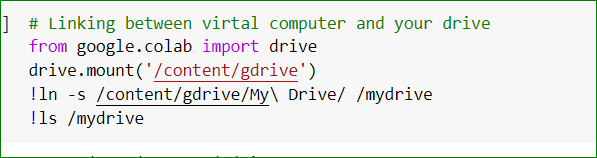 ] # Linking between virtal computer and your drive
from google.colab import drive
drive.mount('/content/gdrive')
!ln -s /content/gdrive/My\ Drive/ /mydrive
!ls /mydrive